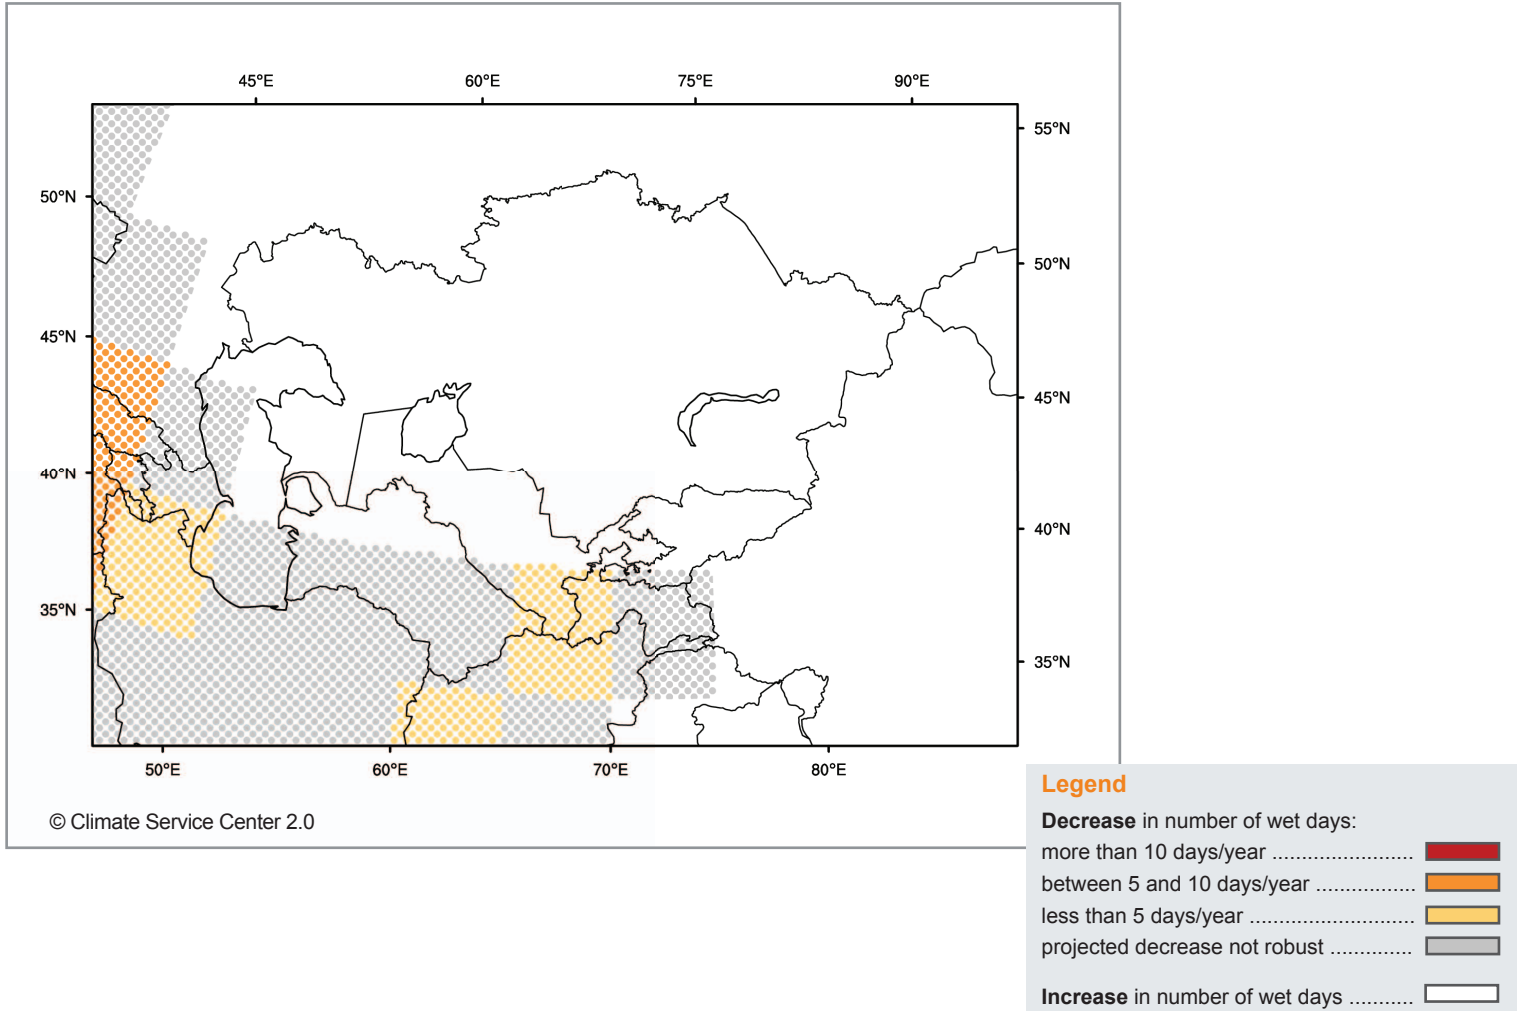 45°E 60°E 75°E 90°E
55°N
50°N
50°N
45°N
45°N
40°N
40°N
35°N
35°N
50°E 60°E 70°E 80°E
© Climate Service Center 2.0
Legend
Decrease in number of wet days:
more than 10 days/year ........................
between 5 and 10 days/year .................
less than 5 days/year ............................
projected decrease not robust ..............
Increase in number of wet days ...........